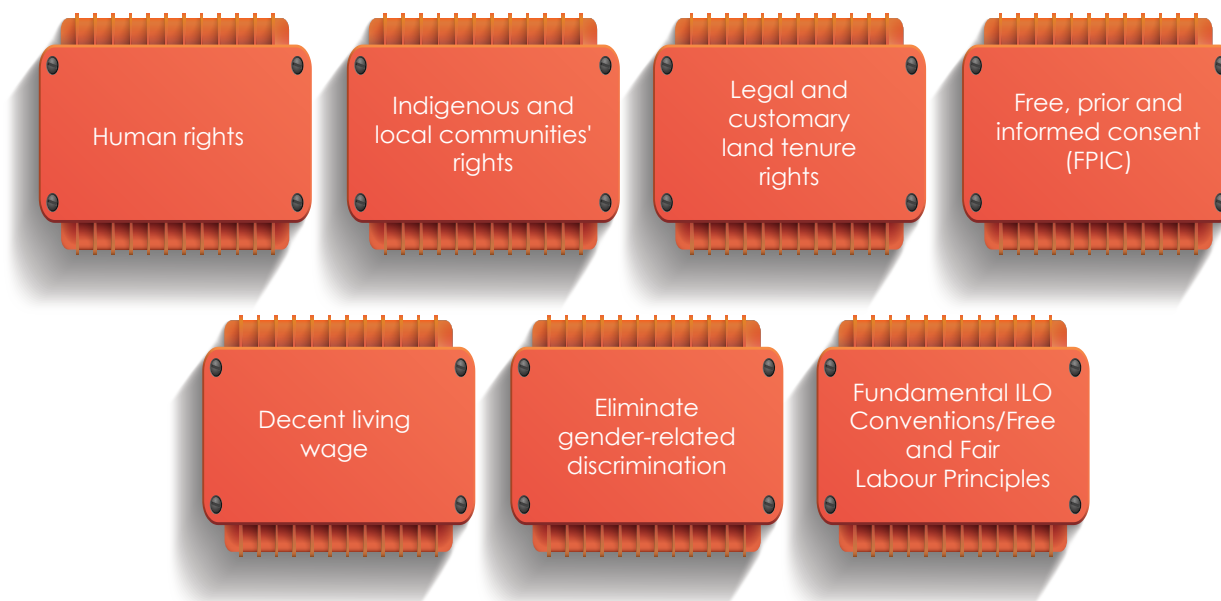 Human rights
Indigenous and
local communities'
rights
Legal and
customary
land tenure
rights
Free, prior and
informed consent
(FPIC)
Decent living
wage
Eliminate
gender-related
discrimination
Fundamental ILO
Conventions/Free
and Fair
Labour Principles